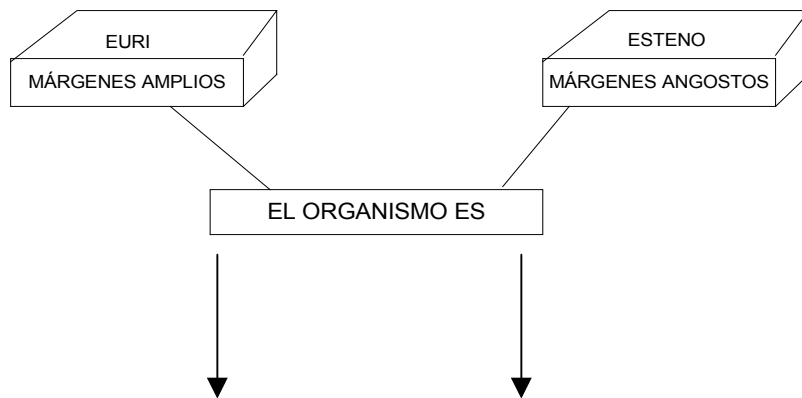 EURI
MÁRGENES AMPLIOS
ESTENO
MÁRGENES ANGOSTOS
EL ORGANISMO ES